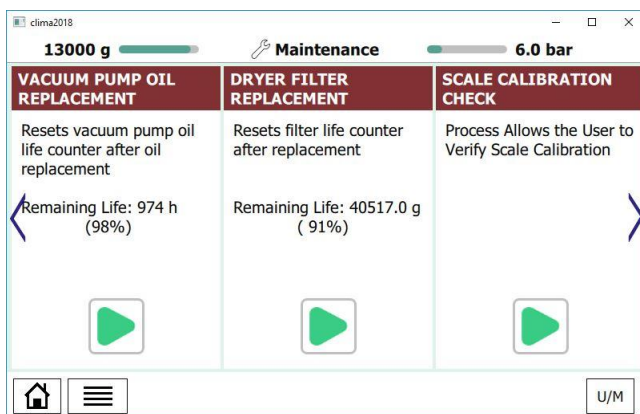 clima2018
13000 g
Maintenance
6.0 bar
VACUUM PUMP OIL
REPLACEMENT
Resets vacuum pump oil
life counter after oil
replacement
Remaining Life: 974 h
(98%)
DRYER FILTER
REPLACEMENT
Resets filter life counter
after replacement
Remaining Life: 40517.0 g
( 91%)
SCALE CALIBRATION
CHECK
Process Allows the User to
Verify Scale Calibration
U/M